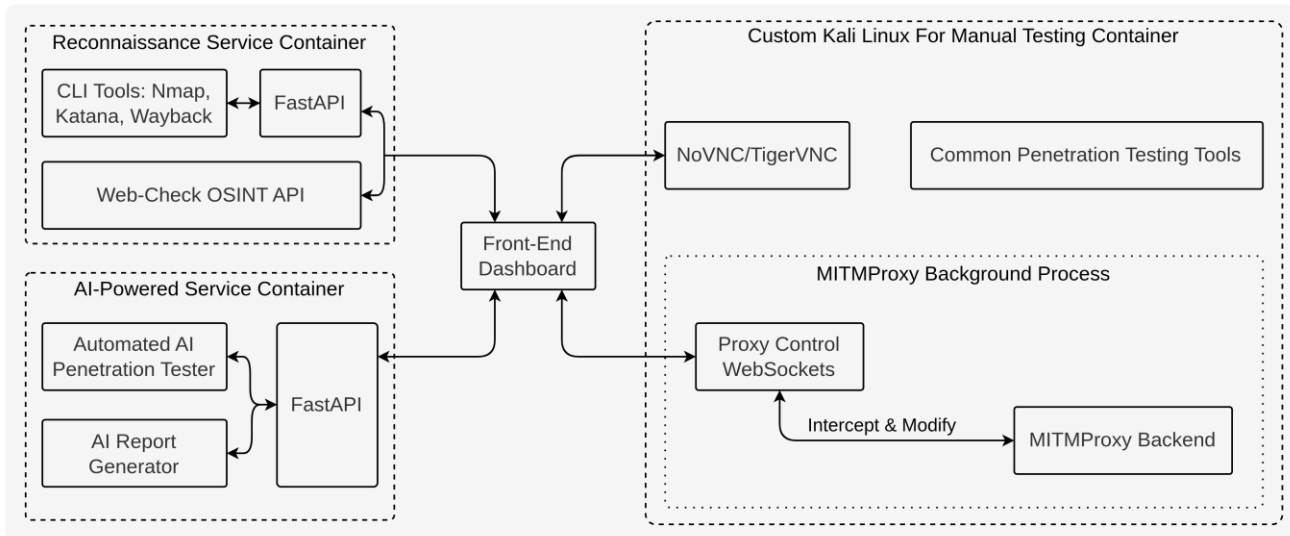 Reconnaissance Service Container
CLI Tools: Nmap,
Katana, Wayback
FastAPI
Web-Check OSINT API
AI-Powered Service Container
Automated AI
Penetration Tester
AI Report
Generator
FastAPI
Front-End
Dashboard
Custom Kali Linux For Manual Testing Container
NoVNC/TigerVNC
Common Penetration Testing Tools
MITMProxy Background Process
Proxy Control
WebSockets
Intercept & Modify
MITMProxy Backend